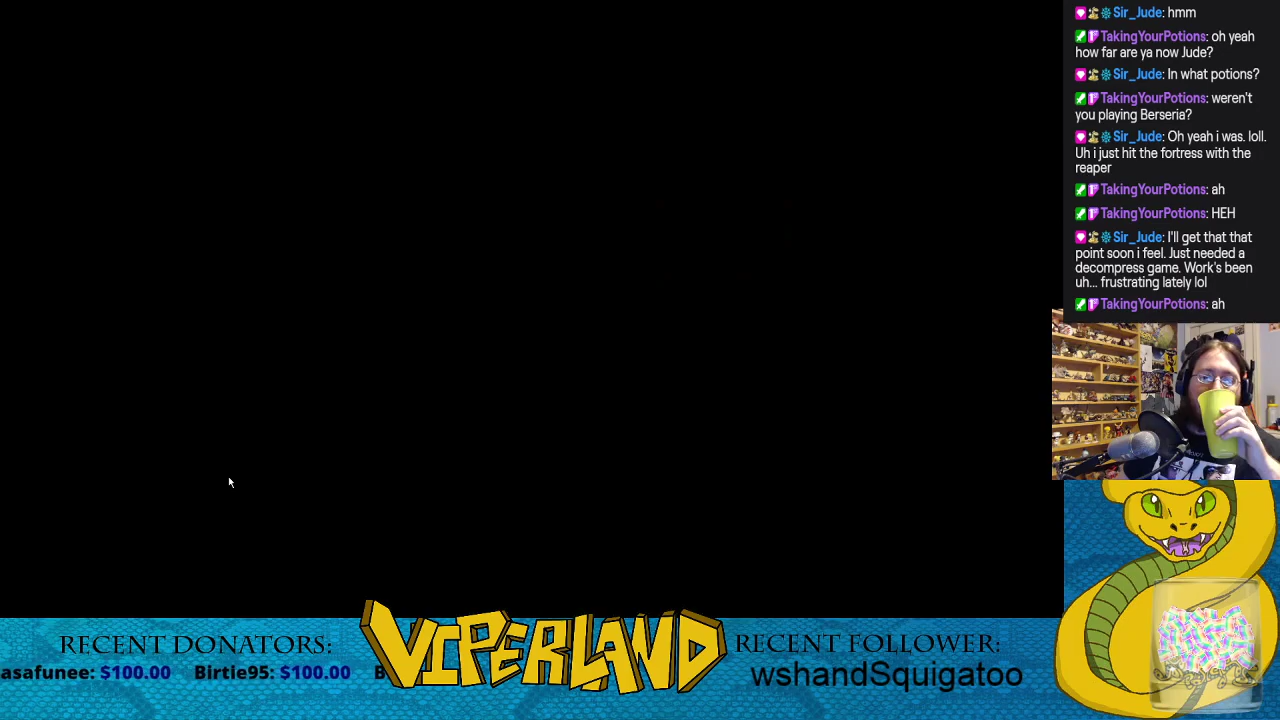 Sir_Jude: hmm
TakingYourPotions: oh yeah
how far are ya now Jude?
Sir_Jude: In what potions?
TakingYourPotions: weren't
you playing Berseria?
Sir_Jude: Oh yeah i was. loll.
Uh i just hit the fortress with the
reaper
TakingYourPotions: ah
TakingYourPotions: HEH
Sir_Jude: I'll get that that
point soon i feel. Just needed a
decompress game. Work's been
uh... frustrating lately lol
TakingYourPotions: ah
RECENT DONATORS:
asafunee: $100.00 Birtie95: $100.00 B
VIPERLAND
RECENT FOLLOWER:
wshandSquigatoo